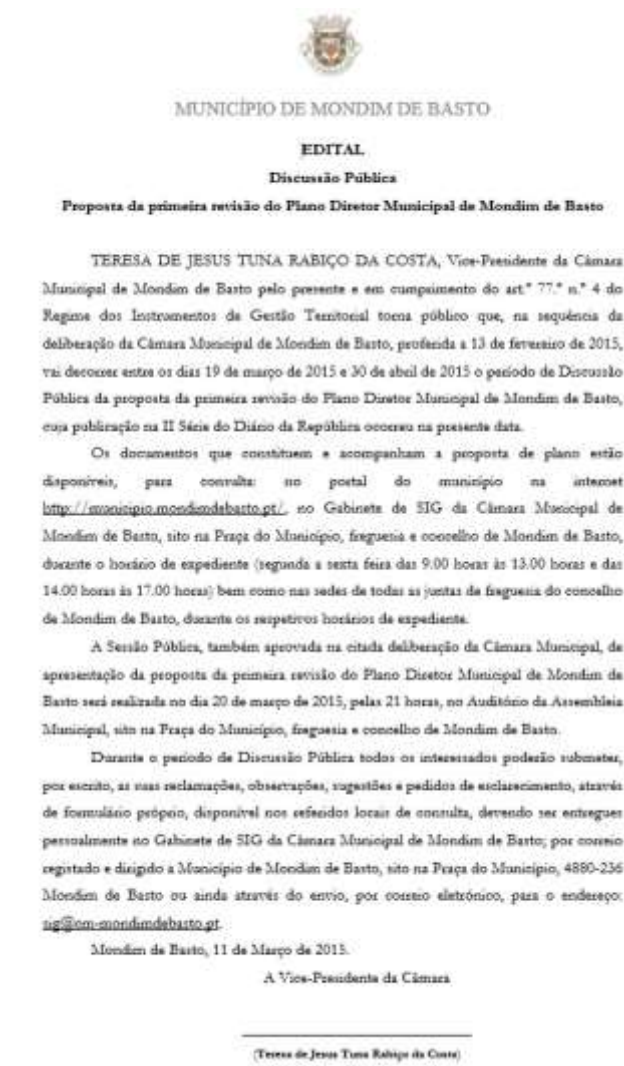 MUNICÍPIO DE MONDIM DE BASTO
EDITAL
Discussão Pública
Proposta da primeira revisão do Plano Diretor Municipal de Mondim de Basto
TERESA DE JESUS TUNA RABIÇO DA COSTA, Vice-Presidente da Câmara
Municipal de Mondim de Basto pelo presente e em cumprimento do art.º 77.º n.º 4 do
Regime dos Instrumentos de Gestão Territorial torna público que, na sequência da
deliberação da Câmara Municipal de Mondim de Basto, proferida a 13 de fevereiro de 2015,
vai decorrer entre os dias 19 de março de 2015 e 30 de abril de 2015 o período de Discussão
Pública da proposta da primeira revisão do Plano Diretor Municipal de Mondim de Basto,
cuja publicação na II Série do Diário da República ocorreu na presente data.
Os documentos que constituem e acompanham a proposta de plano estão
disponíveis, para consulta: no portal do município na internet
http://municipio.mondimdebasto.pt/, no Gabinete de SIG da Câmara Municipal de
Mondim de Basto, sito na Praça do Município, freguesia e concelho de Mondim de Basto,
durante o horário de expediente (segunda a sexta feira das 9.00 horas às 13.00 horas e das
14.00 horas às 17.00 horas) bem como nas sedes de todas as juntas de freguesia do concelho
de Mondim de Basto, durante os respetivos horários de expediente.
A Sessão Pública, também aprovada na citada deliberação da Câmara Municipal, de
apresentação da proposta da primeira revisão do Plano Diretor Municipal de Mondim de
Basto será realizada no dia 20 de março de 2015, pelas 21 horas, no Auditório da Assembleia
Municipal, sito na Praça do Município, freguesia e concelho de Mondim de Basto.
Durante o período de Discussão Pública todos os interessados poderão submeter,
por escrito, as suas reclamações, observações, sugestões e pedidos de esclarecimento, através
de formulário próprio, disponível nos referidos locais de consulta, devendo ser entregues
pessoalmente no Gabinete de SIG da Câmara Municipal de Mondim de Basto; por correio
registado e dirigido a Município de Mondim de Basto, sito na Praça do Município, 4880-236
Mondim de Basto ou ainda através do envio, por correio eletrónico, para o endereço:
sig@cm-mondimdebasto.pt.
Mondim de Basto, 11 de Março de 2015.
A Vice-Presidente da Câmara
(Teresa de Jesus Tuna Rabiço da Costa)